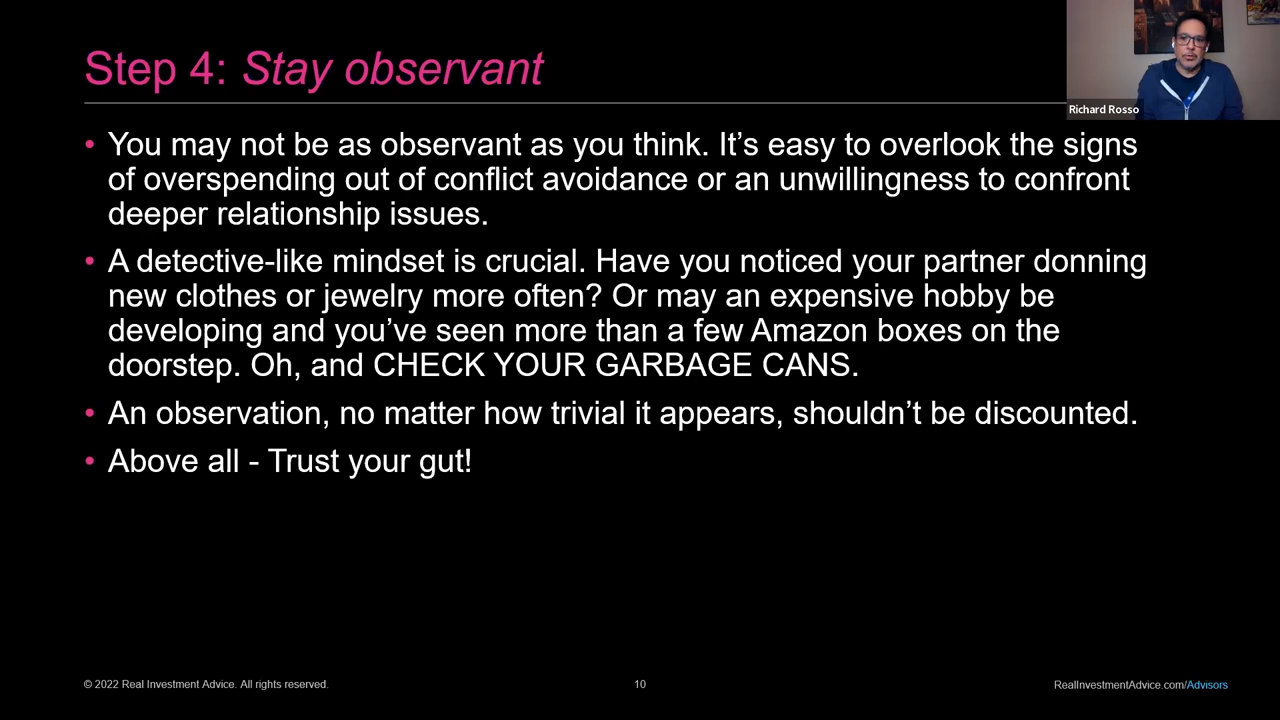 Step 4: Stay observant
Richard Rosso
• You may not be as observant as you think. It’s easy to overlook the signs
of overspending out of conflict avoidance or an unwillingness to confront
deeper relationship issues.
• A detective-like mindset is crucial. Have you noticed your partner donning
new clothes or jewelry more often? Or may an expensive hobby be
developing and you’ve seen more than a few Amazon boxes on the
doorstep. Oh, and CHECK YOUR GARBAGE CANS.
• An observation, no matter how trivial it appears, shouldn’t be discounted.
• Above all - Trust your gut!
© 2022 Real Investment Advice. All rights reserved.
10
RealInvestmentAdvice.com/Advisors